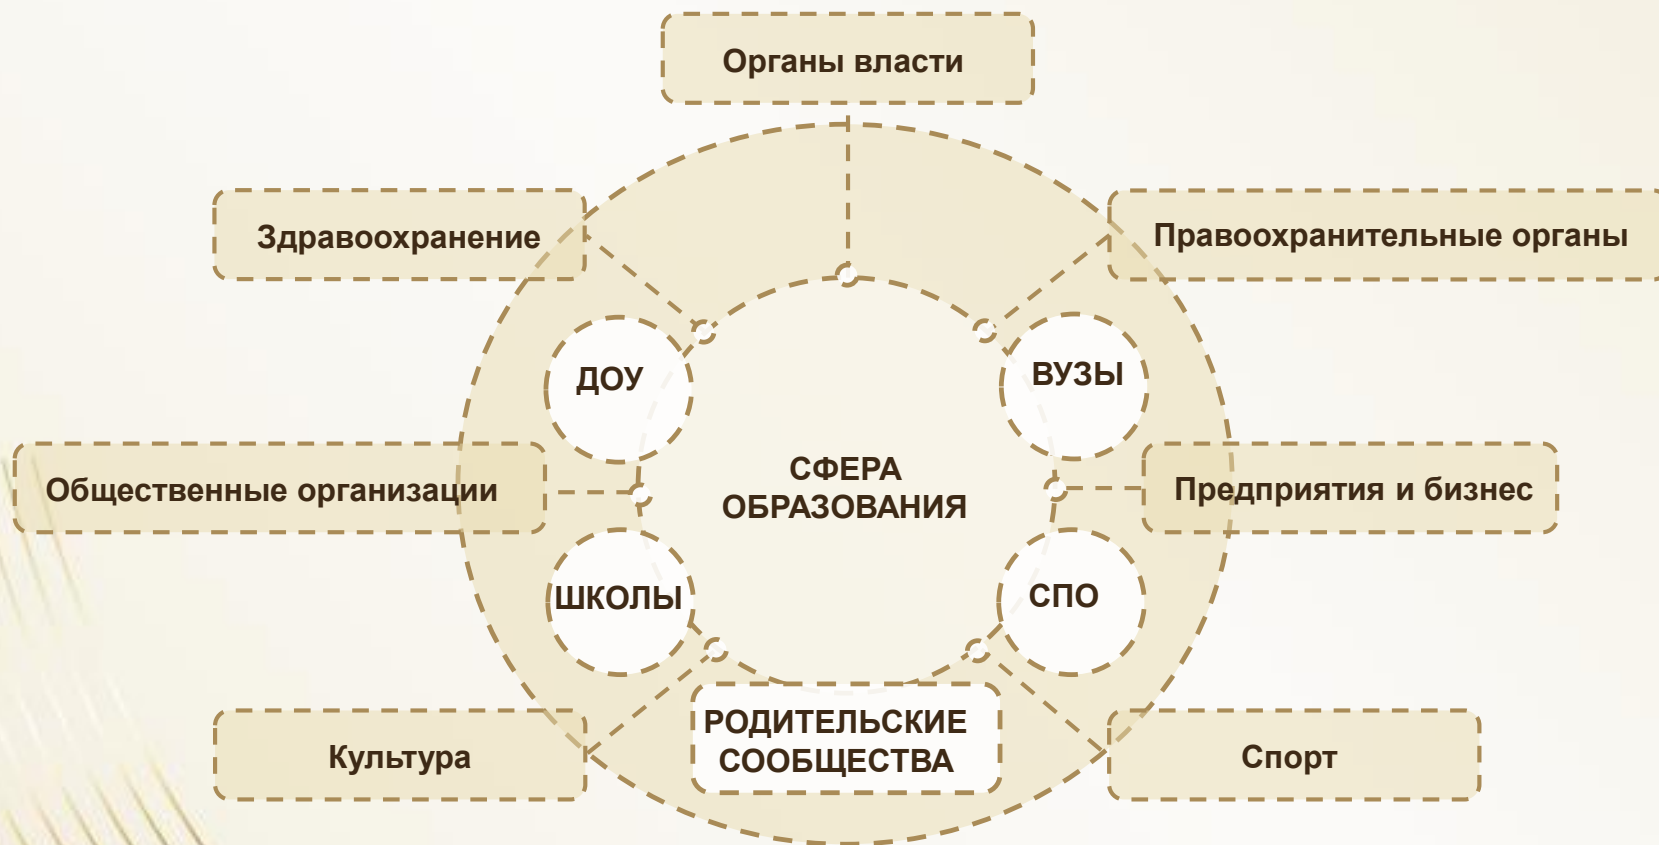 Органы власти
Здравоохранение
Правоохранительные органы
ДОУ
ВУЗЫ
СФЕРА
ОБРАЗОВАНИЯ
Общественные организации
Предприятия и бизнес
ШКОЛЫ
СПО
РОДИТЕЛЬСКИЕ
СООБЩЕСТВА
Культура
Спорт